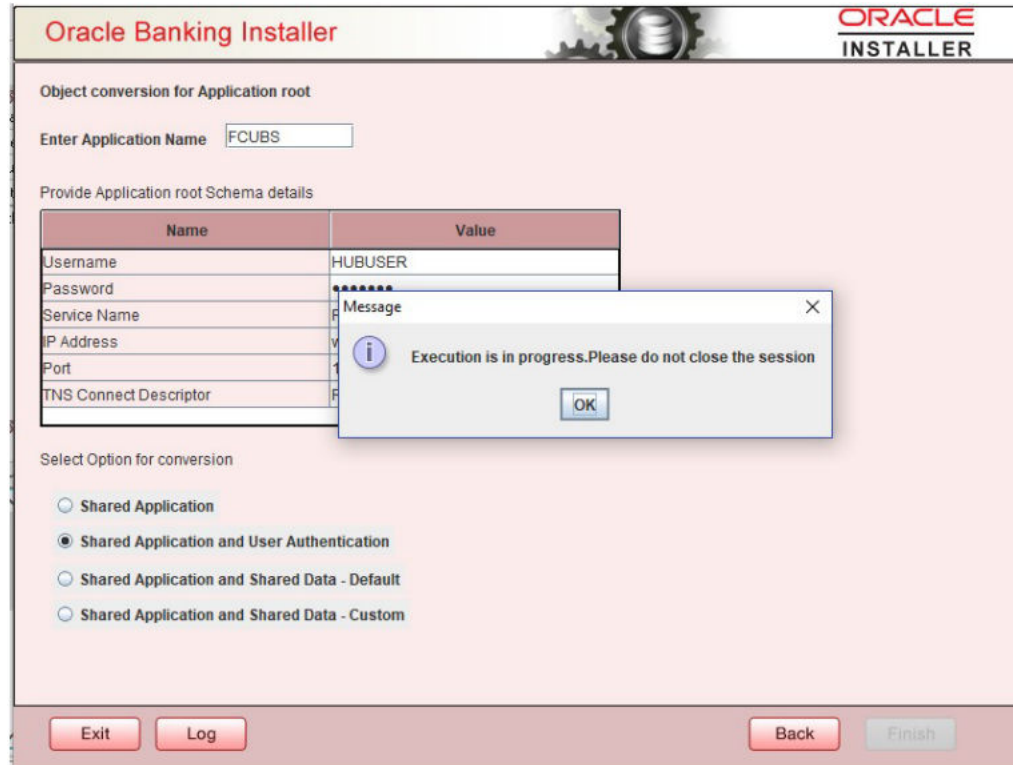 Oracle Banking Installer
ORACLE
INSTALLER
Object conversion for Application root
Enter Application Name FCUBS
Provide Application root Schema details
Name Value
Username HUBUSER
Password •••••••
Service Name
IP Address
Port
TNS Connect Descriptor
Message
Execution is in progress.Please do not close the session
OK
Select Option for conversion
Shared Application
Shared Application and User Authentication
Shared Application and Shared Data - Default
Shared Application and Shared Data - Custom
Exit Log Back Finish